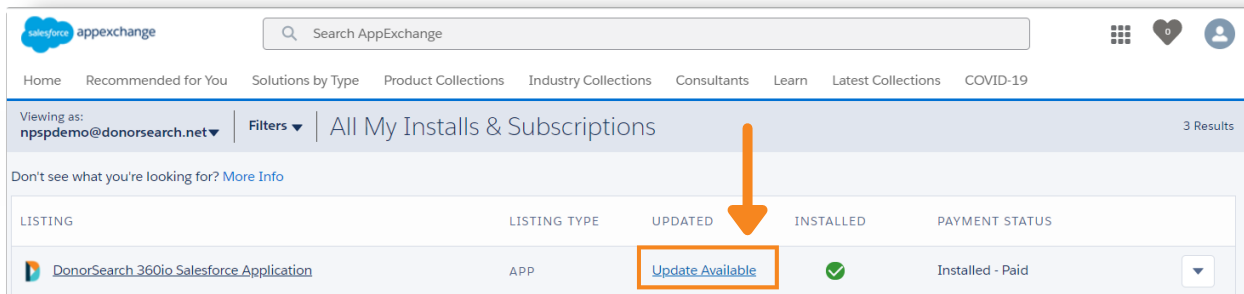 salesforce appexchange
Search AppExchange
0
Home Recommended for You Solutions by Type Product Collections Industry Collections Consultants Learn Latest Collections COVID-19
Viewing as:
npspdemo@donorsearch.net
Filters
All My Installs & Subscriptions
3 Results
Don't see what you're looking for? More Info
LISTING LISTING TYPE UPDATED INSTALLED PAYMENT STATUS
DonorSearch 360io Salesforce Application APP Update Available Installed - Paid